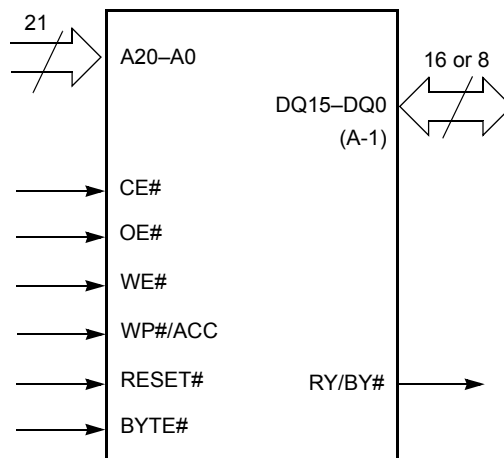 21
A20–A0
16 or 8
DQ15–DQ0
(A-1)
CE#
OE#
WE#
WP#/ACC
RESET#
RY/BY#
BYTE#